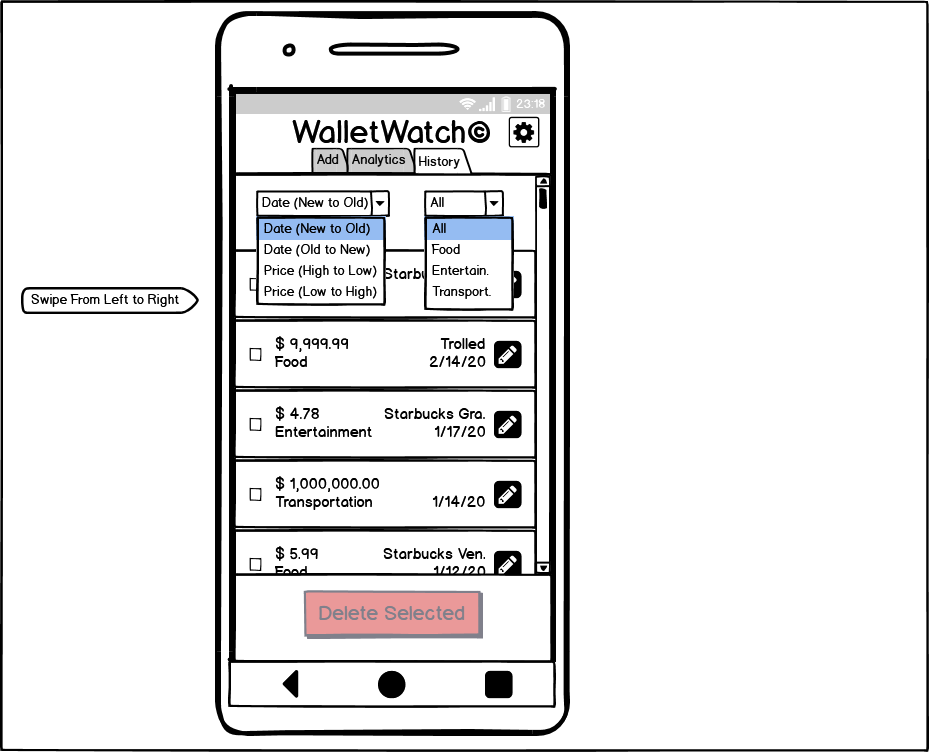 23:18
WalletWatch©
Add Analytics History
Date (New to Old) All
Date (New to Old) All
Date (Old to New) Food
Price (High to Low) Entertain.
Price (Low to High) Transport.
Swipe From Left to Right
$ 9,999.99 Trolled
Food 2/14/20
$ 4.78 Starbucks Gra.
Entertainment 1/17/20
$ 1,000,000.00
Transportation 1/14/20
$ 5.99 Starbucks Ven.
Food 1/12/20
Delete Selected